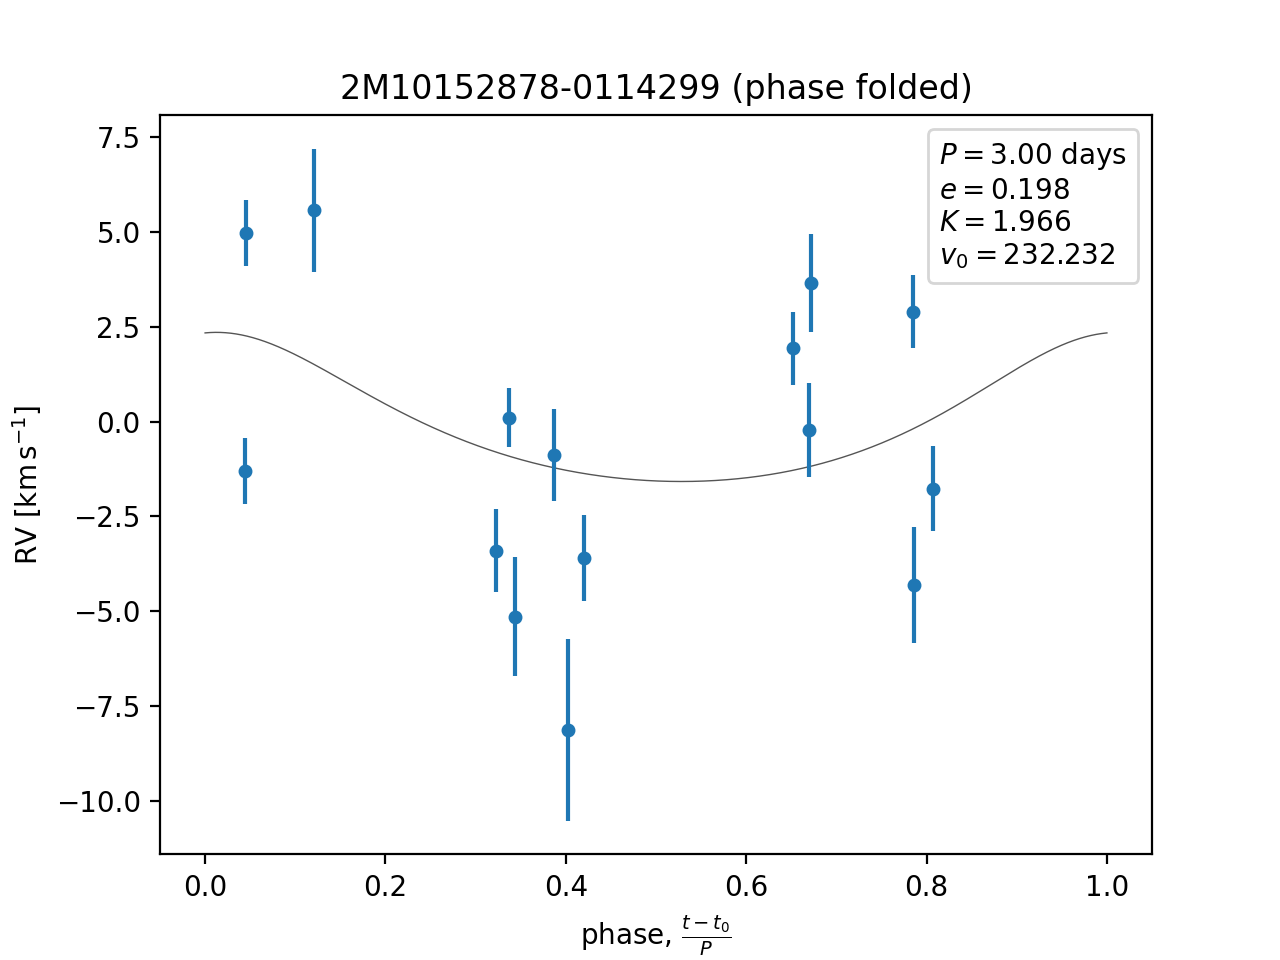 2M10152878-0114299 (phase folded)
P = 3.00 days
e = 0.198
K = 1.966
v₀ = 232.232
7.5
5.0
2.5
0.0
−2.5
−5.0
−7.5
−10.0
RV [km s⁻¹]
0.0 0.2 0.4 0.6 0.8 1.0
phase, (t − t₀)/P